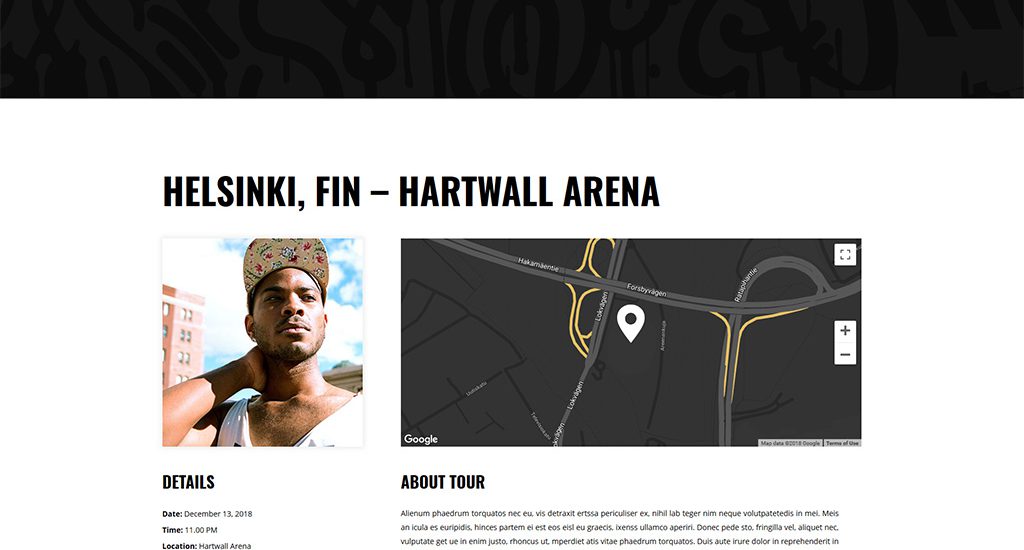 HELSINKI, FIN – HARTWALL ARENA
Hakamäentie
Forsbyvägen
Ratapihantie
Lokvägen
Areenankuja
Uutiskatu
Lokvägen
Televisiokatu
Google
Map data ©2018 Google
Terms of Use
DETAILS
Date: December 13, 2018
Time: 11.00 PM
Location: Hartwall Arena
ABOUT TOUR
Alienum phaedrum torquatos nec eu, vis detraxit ertssa periculiser ex, nihil lab teger nim neque volutpatetedis in mei. Meis
an icula es euripidis, hinces partem ei est eos eisl eu graecis, ixenss ullamco aperiri. Donec pede sto, fringilla vel, aliquet nec,
vulputate get ue in enim justo, rhoncus ut, mperdiet atis vitae phaedrum torquatos. Duis aute irure dolor in reprehenderit in